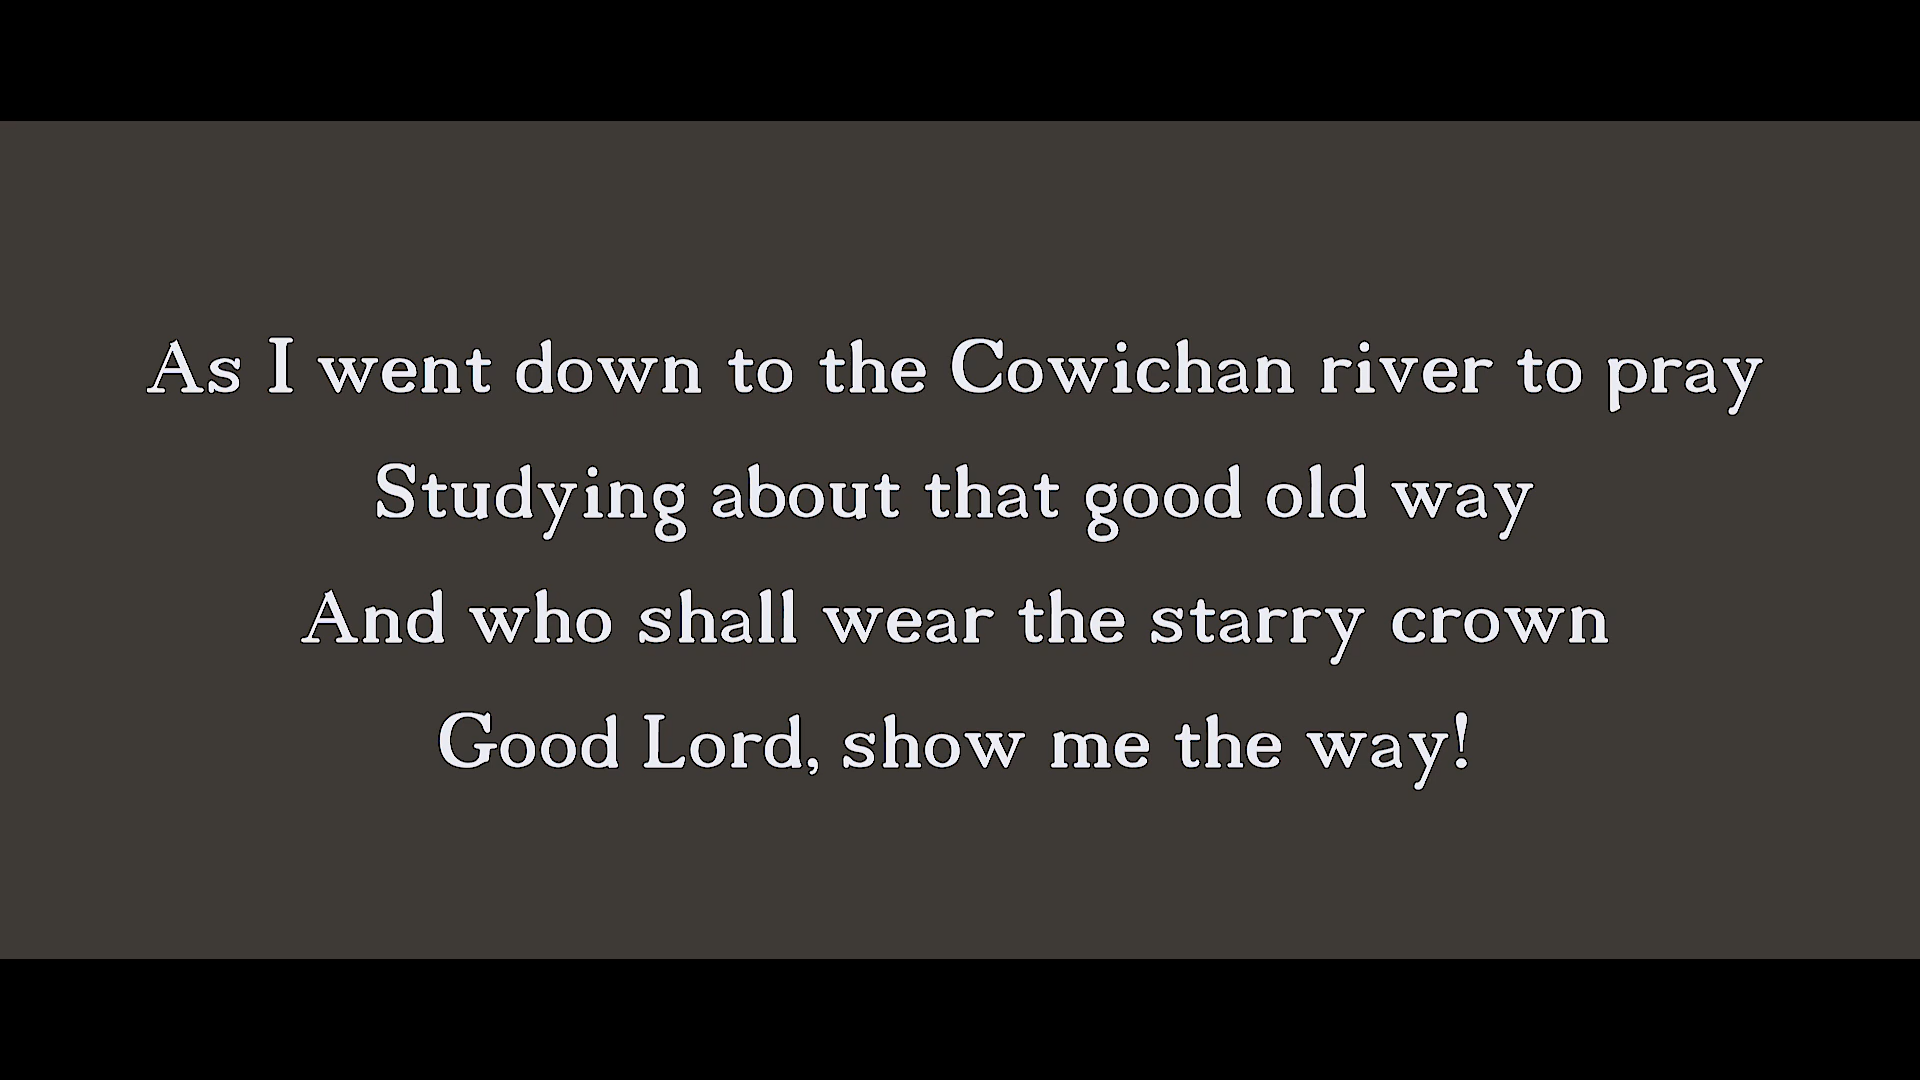 As I went down to the Cowichan river to pray
Studying about that good old way
And who shall wear the starry crown
Good Lord, show me the way!